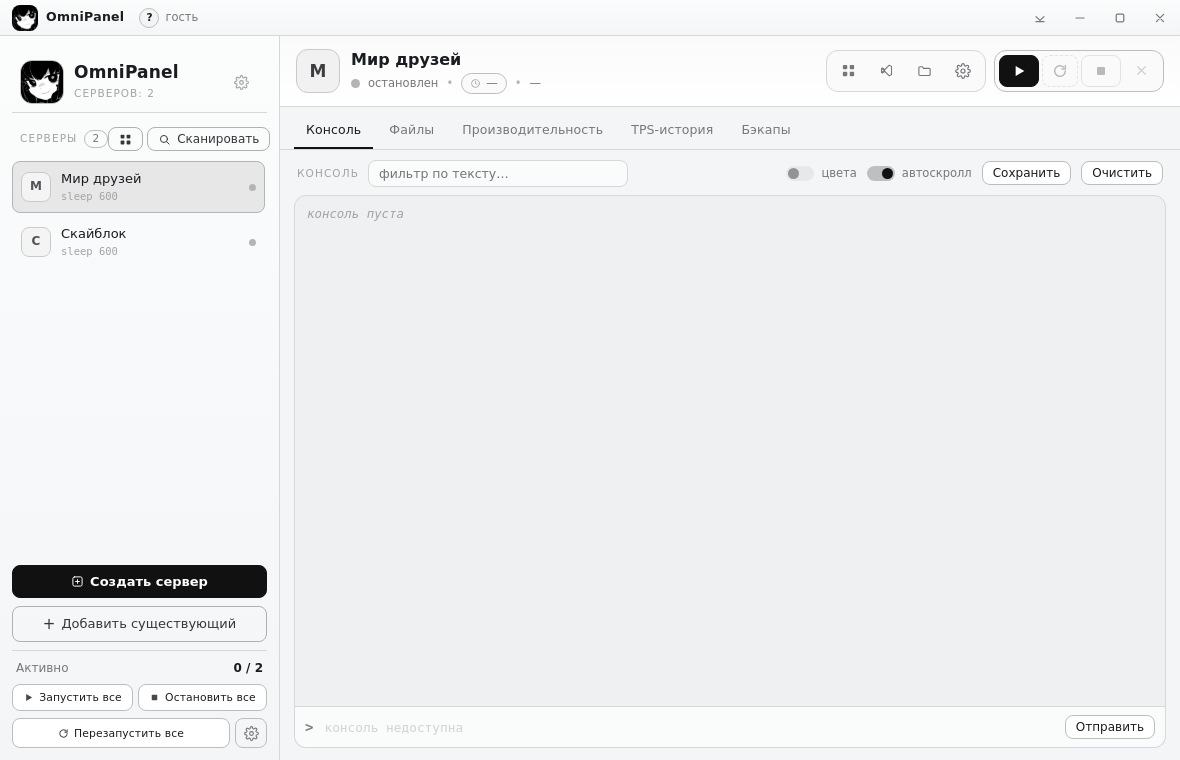 OmniPanel ? гость
OmniPanel
СЕРВЕРОВ: 2
СЕРВЕРЫ 2 Сканировать
М Мир друзей
sleep 600
С Скайблок
sleep 600
Создать сервер
+ Добавить существующий
Активно 0 / 2
Запустить все Остановить все
Перезапустить все
М Мир друзей
остановлен • — • —
Консоль Файлы Производительность TPS-история Бэкапы
КОНСОЛЬ фильтр по тексту... цвета автоскролл Сохранить Очистить
консоль пуста
> консоль недоступна Отправить